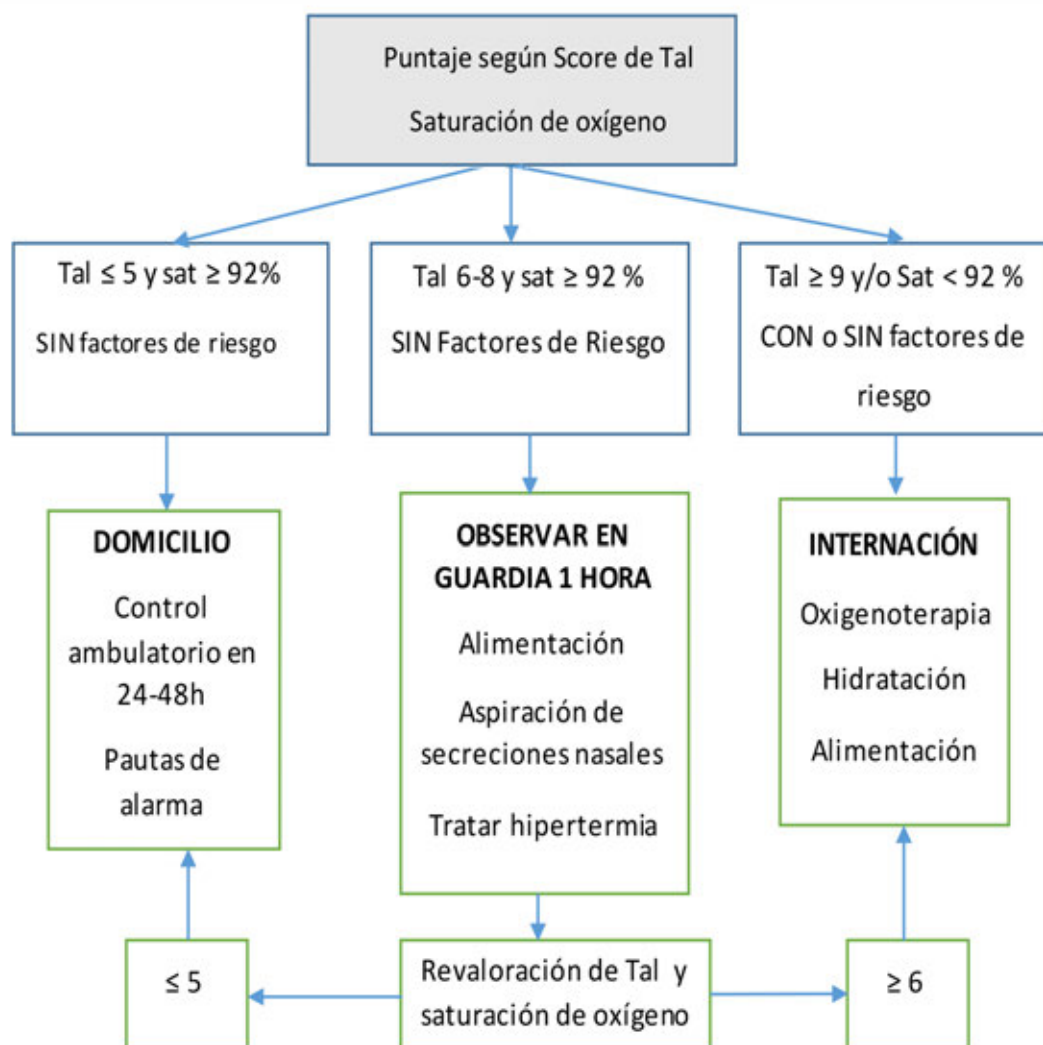 Puntaje según Score de Tal
Saturación de oxígeno
Tal ≤ 5 y sat ≥ 92%
SIN factores de riesgo
Tal 6-8 y sat ≥ 92 %
SIN Factores de Riesgo
Tal ≥ 9 y/o Sat < 92 %
CON o SIN factores de
riesgo
DOMICILIO
Control
ambulatorio en
24-48h
Pautas de
alarma
OBSERVAR EN
GUARDIA 1 HORA
Alimentación
Aspiración de
secreciones nasales
Tratar hipertermia
INTERNACIÓN
Oxigenoterapia
Hidratación
Alimentación
≤ 5
Revaloración de Tal y
saturación de oxígeno
≥ 6